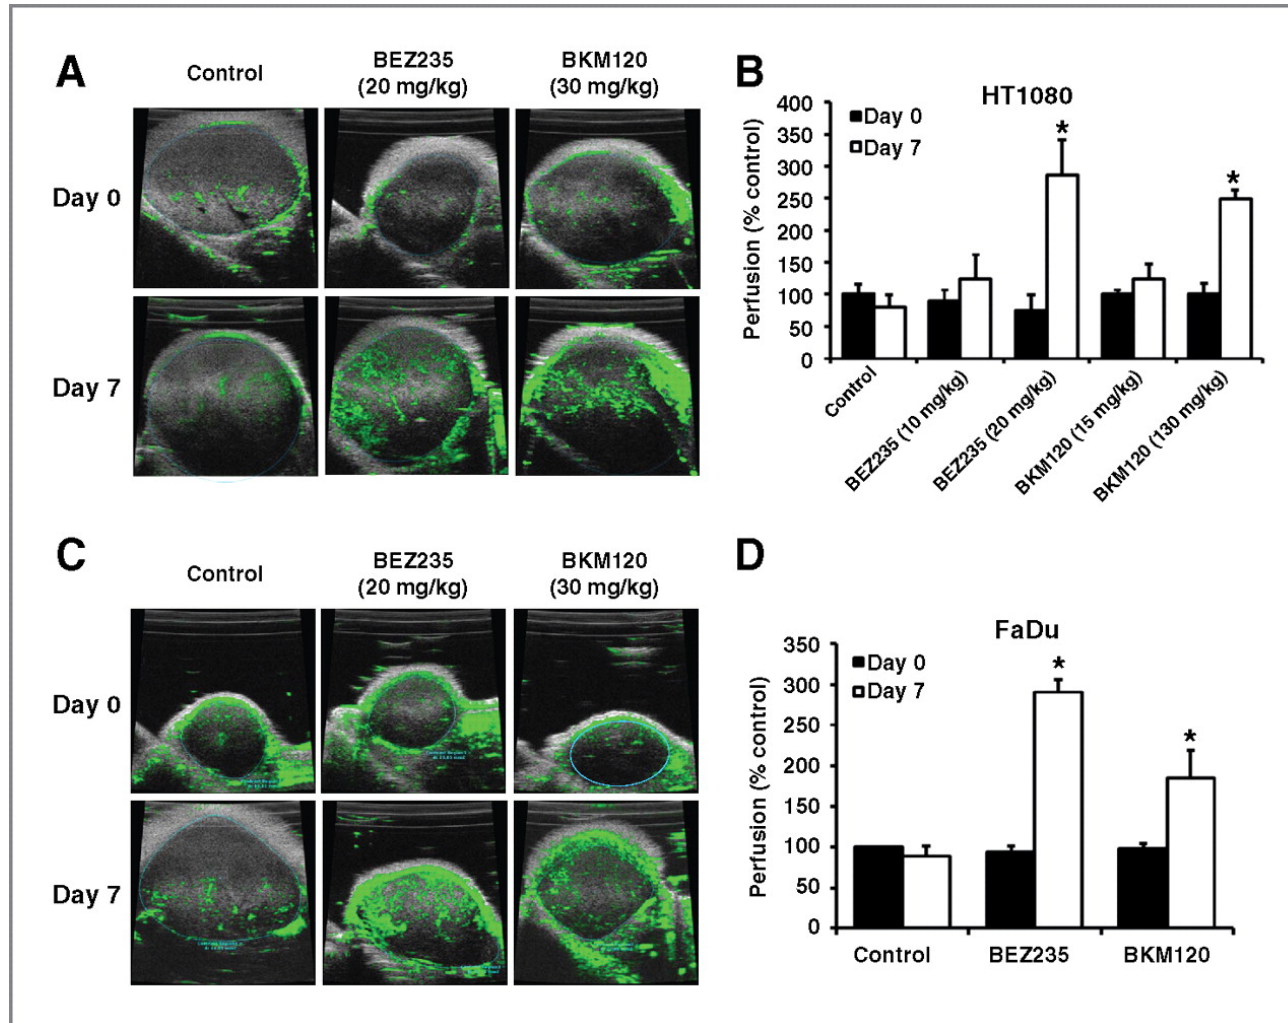 A
Control
BEZ235
(20 mg/kg)
BKM120
(30 mg/kg)
Day 0
Day 7
B
HT1080
Day 0
Day 7
Perfusion (% control)
400
350
300
250
200
150
100
50
0
*
*
Control
BEZ235 (10 mg/kg)
BEZ235 (20 mg/kg)
BKM120 (15 mg/kg)
BKM120 (130 mg/kg)
C
Control
BEZ235
(20 mg/kg)
BKM120
(30 mg/kg)
Day 0
Day 7
D
FaDu
Day 0
Day 7
Perfusion (% control)
350
300
250
200
150
100
50
0
*
*
Control
BEZ235
BKM120